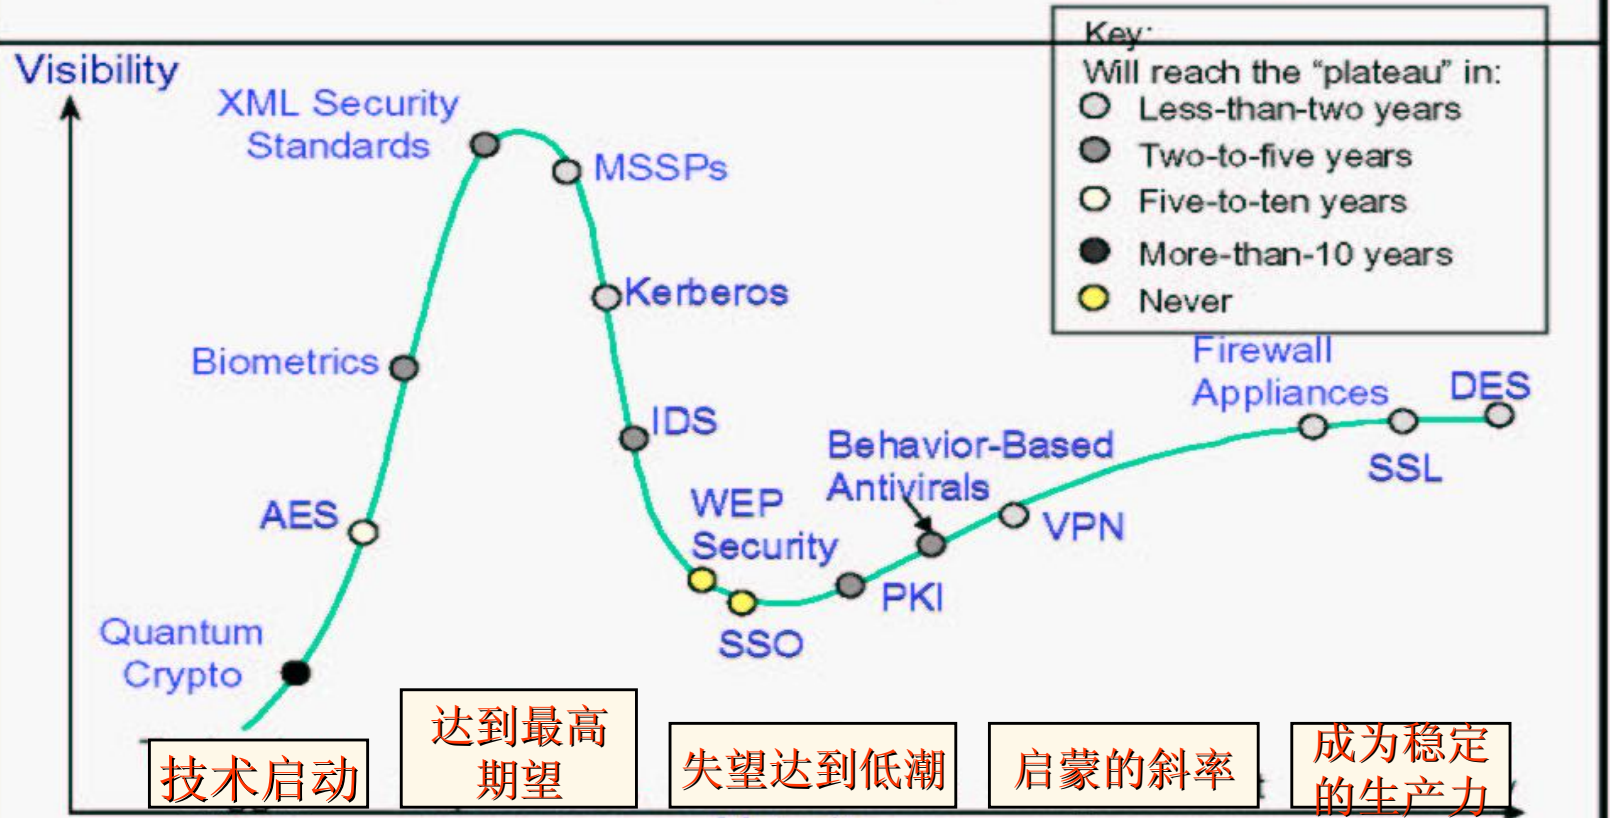 Key:
Visibility
Will reach the “plateau” in:
XML Security
Standards
Less-than-two years
Two-to-five years
MSSPs
Five-to-ten years
More-than-10 years
Kerberos
Never
Biometrics
Firewall
Appliances
DES
IDS
Behavior-Based
Antivirals
SSL
WEP
Security
AES
VPN
PKI
SSO
Quantum
Crypto
技术启动
达到最高
期望
失望达到低潮
启蒙的斜率
成为稳定
的生产力